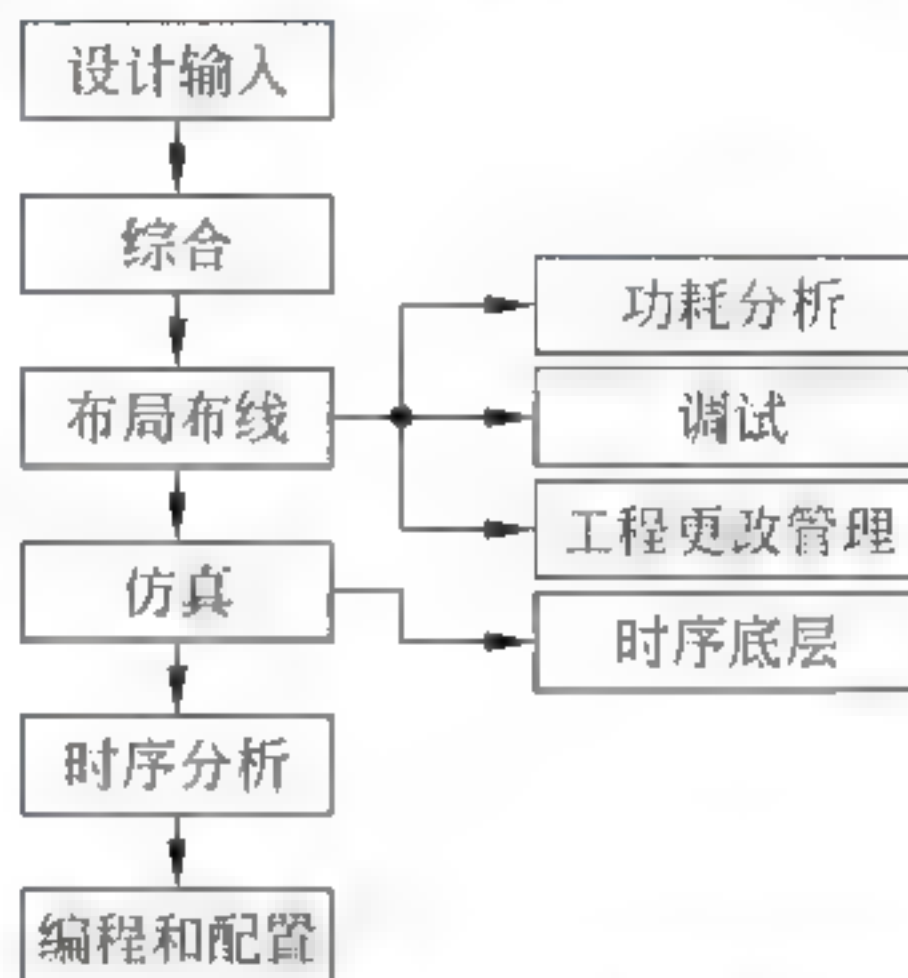 设计输入
综合
布局布线
仿真
时序分析
编程和配置
功耗分析
调试
工程更改管理
时序底层